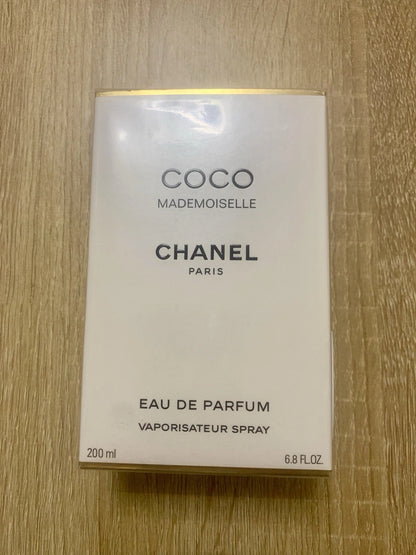 COCO
MADEMOISELLE
CHANEL
PARIS
EAU DE PARFUM
VAPORISATEUR SPRAY
200 ml 6.8 FL.OZ.